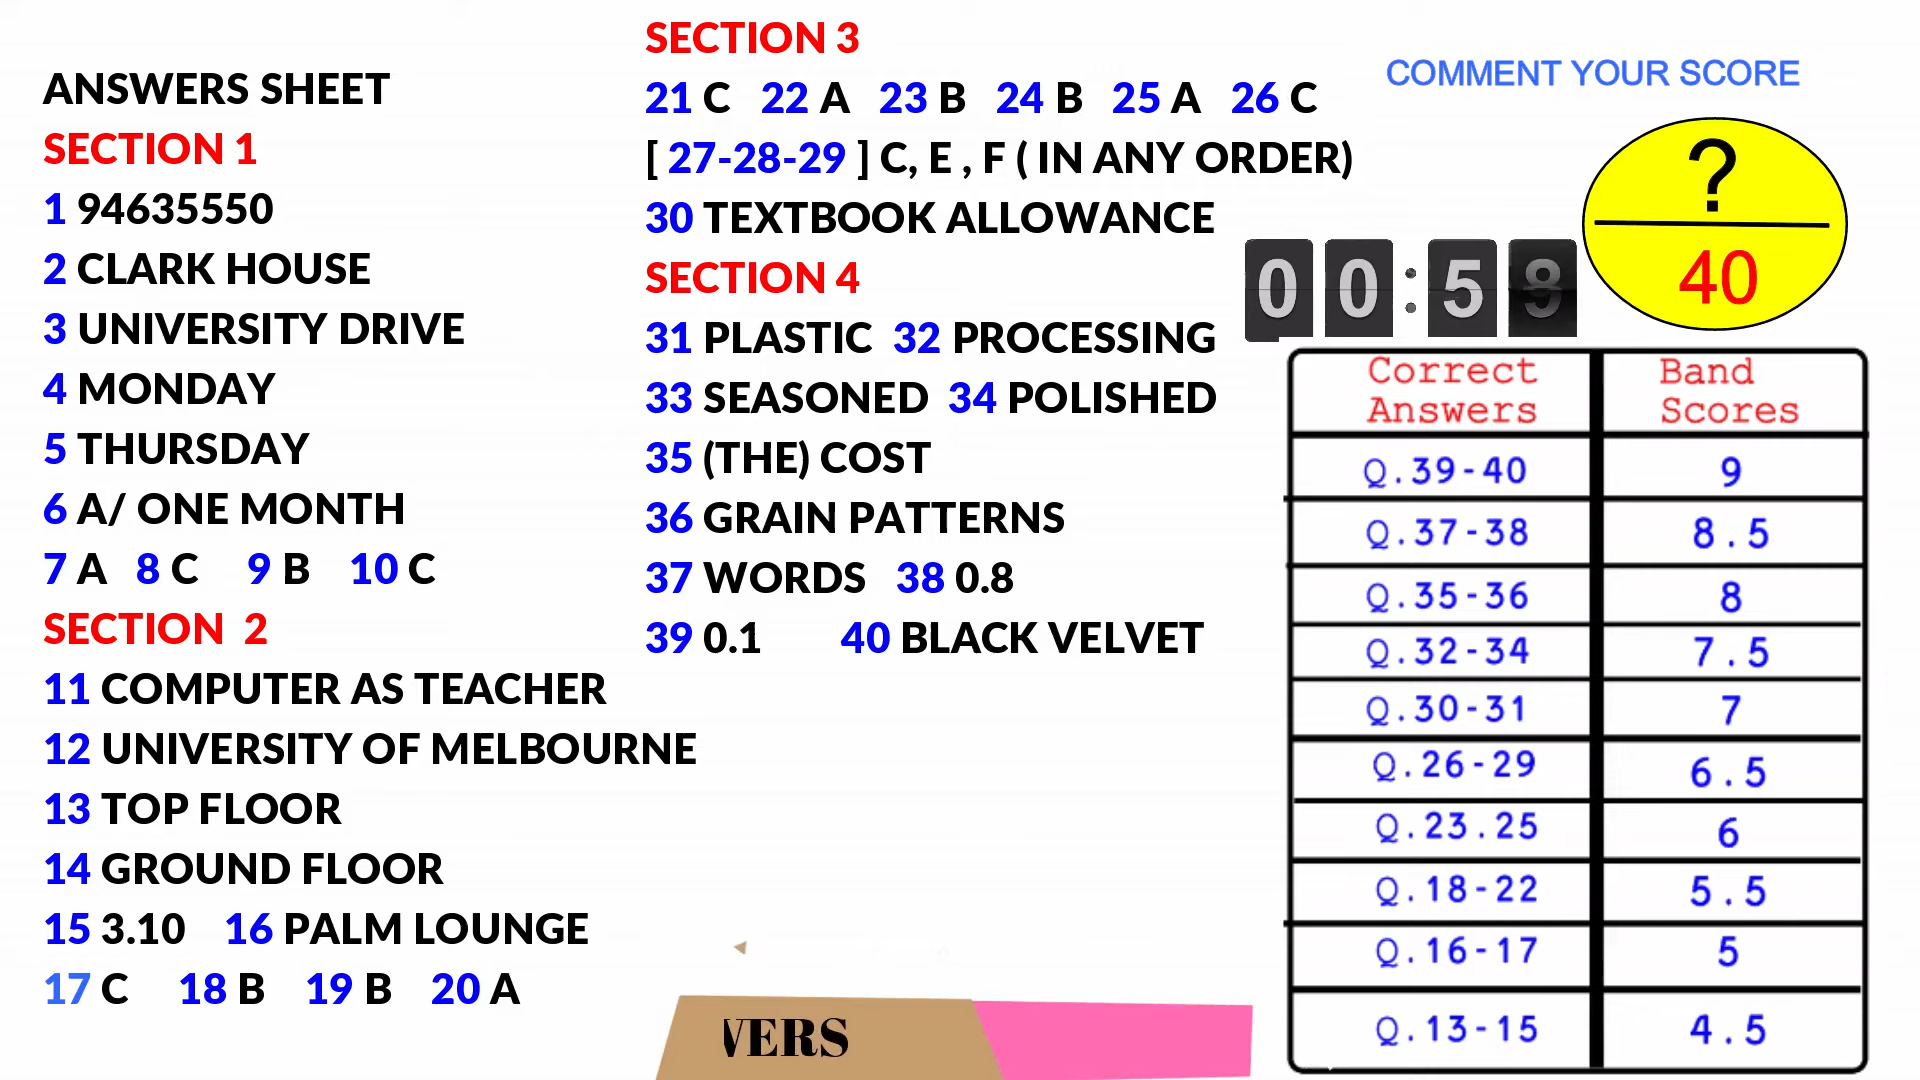 ANSWERS SHEET
SECTION 1
1 94635550
2 CLARK HOUSE
3 UNIVERSITY DRIVE
4 MONDAY
5 THURSDAY
6 A/ ONE MONTH
7 A 8 C 9 B 10 C
SECTION 2
11 COMPUTER AS TEACHER
12 UNIVERSITY OF MELBOURNE
13 TOP FLOOR
14 GROUND FLOOR
15 3.10 16 PALM LOUNGE
17 C 18 B 19 B 20 A
SECTION 3
21 C 22 A 23 B 24 B 25 A 26 C
[ 27-28-29 ] C, E , F ( IN ANY ORDER)
30 TEXTBOOK ALLOWANCE
SECTION 4
31 PLASTIC 32 PROCESSING
33 SEASONED 34 POLISHED
35 (THE) COST
36 GRAIN PATTERNS
37 WORDS 38 0.8
39 0.1 40 BLACK VELVET
COMMENT YOUR SCORE
?
40
00:5
Correct Answers Band Scores
Q.39-40 9
Q.37-38 8.5
Q.35-36 8
Q.32-34 7.5
Q.30-31 7
Q.26-29 6.5
Q.23.25 6
Q.18-22 5.5
Q.16-17 5
Q.13-15 4.5
VERS